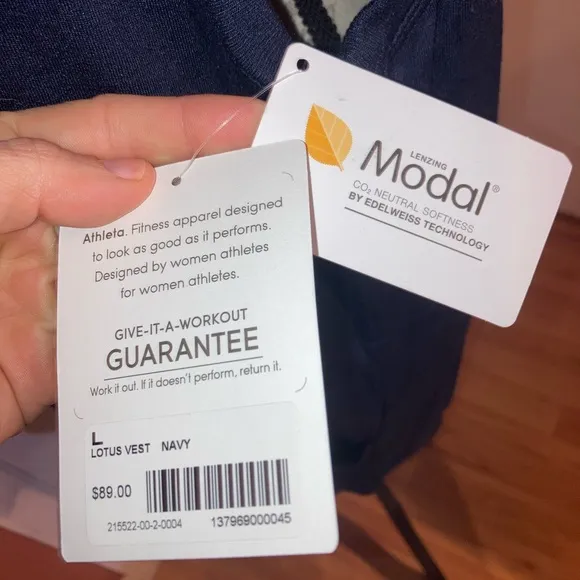 Athleta. Fitness apparel designed
to look as good as it performs.
Designed by women athletes
for women athletes.
GIVE-IT-A-WORKOUT
GUARANTEE
Work it out. If it doesn't perform, return it.
L
LOTUS VEST NAVY
$89.00
215522-00-2-0004 137969000045
LENZING
Modal®
CO₂ NEUTRAL SOFTNESS
BY EDELWEISS TECHNOLOGY